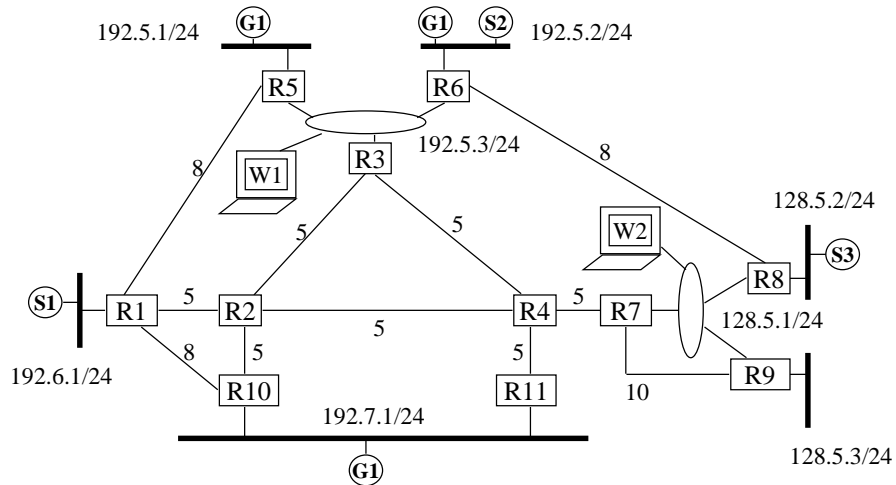 G1
G1
S2
192.5.1/24
192.5.2/24
R5
R6
192.5.3/24
8
8
W1
R3
128.5.2/24
5
5
W2
S3
R8
S1
R1
5
R2
5
R4
5
R7
128.5.1/24
192.6.1/24
8
5
5
R10
R11
10
R9
192.7.1/24
G1
128.5.3/24